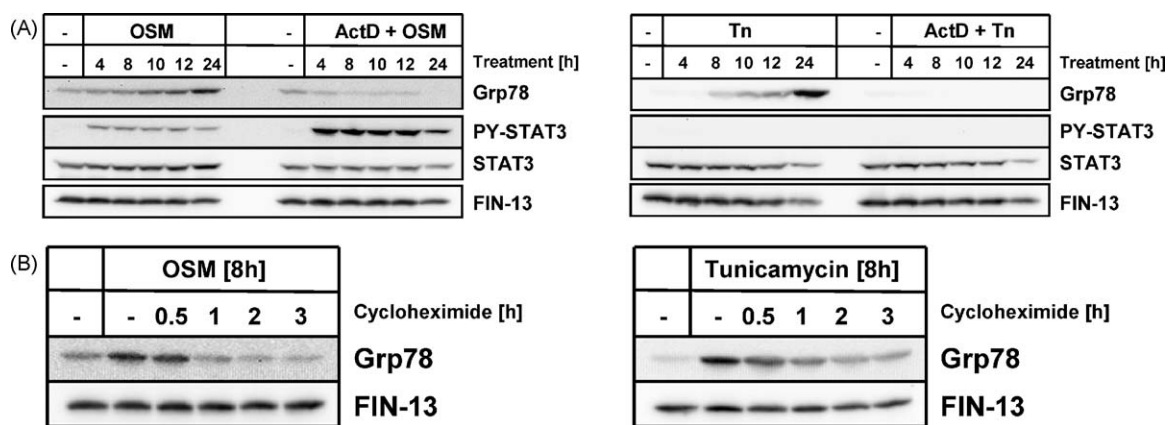 (A)
- OSM - ActD + OSM
- 4 8 10 12 24 - 4 8 10 12 24 Treatment [h]
Grp78
PY-STAT3
STAT3
FIN-13
- Tn - ActD + Tn
- 4 8 10 12 24 - 4 8 10 12 24 Treatment [h]
Grp78
PY-STAT3
STAT3
FIN-13
(B)
OSM [8h]
- - 0.5 1 2 3 Cycloheximide [h]
Grp78
FIN-13
Tunicamycin [8h]
- - 0.5 1 2 3 Cycloheximide [h]
Grp78
FIN-13